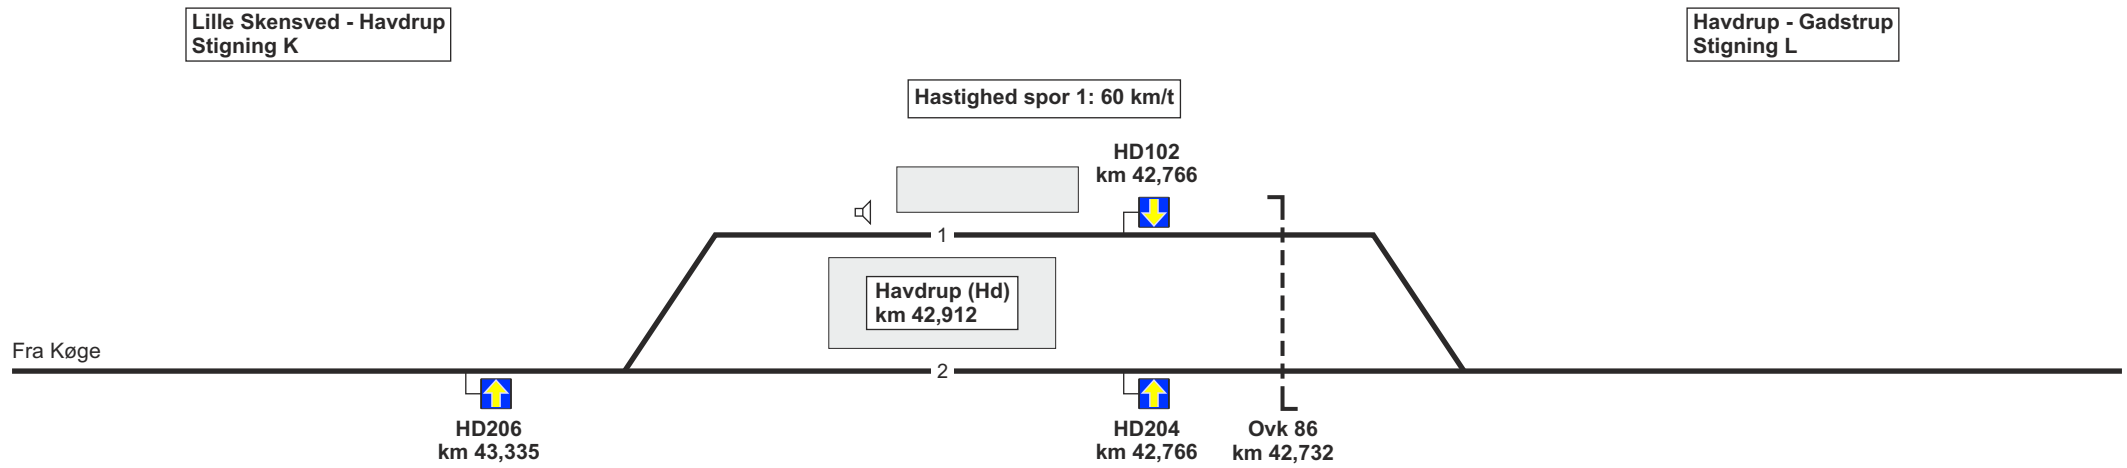 Lille Skensved - Havdrup
Stigning K
Havdrup - Gadstrup
Stigning L
Hastighed spor 1: 60 km/t
HD102
km 42,766
1
Havdrup (Hd)
km 42,912
Fra Køge
2
HD206
km 43,335
HD204
km 42,766
Ovk 86
km 42,732